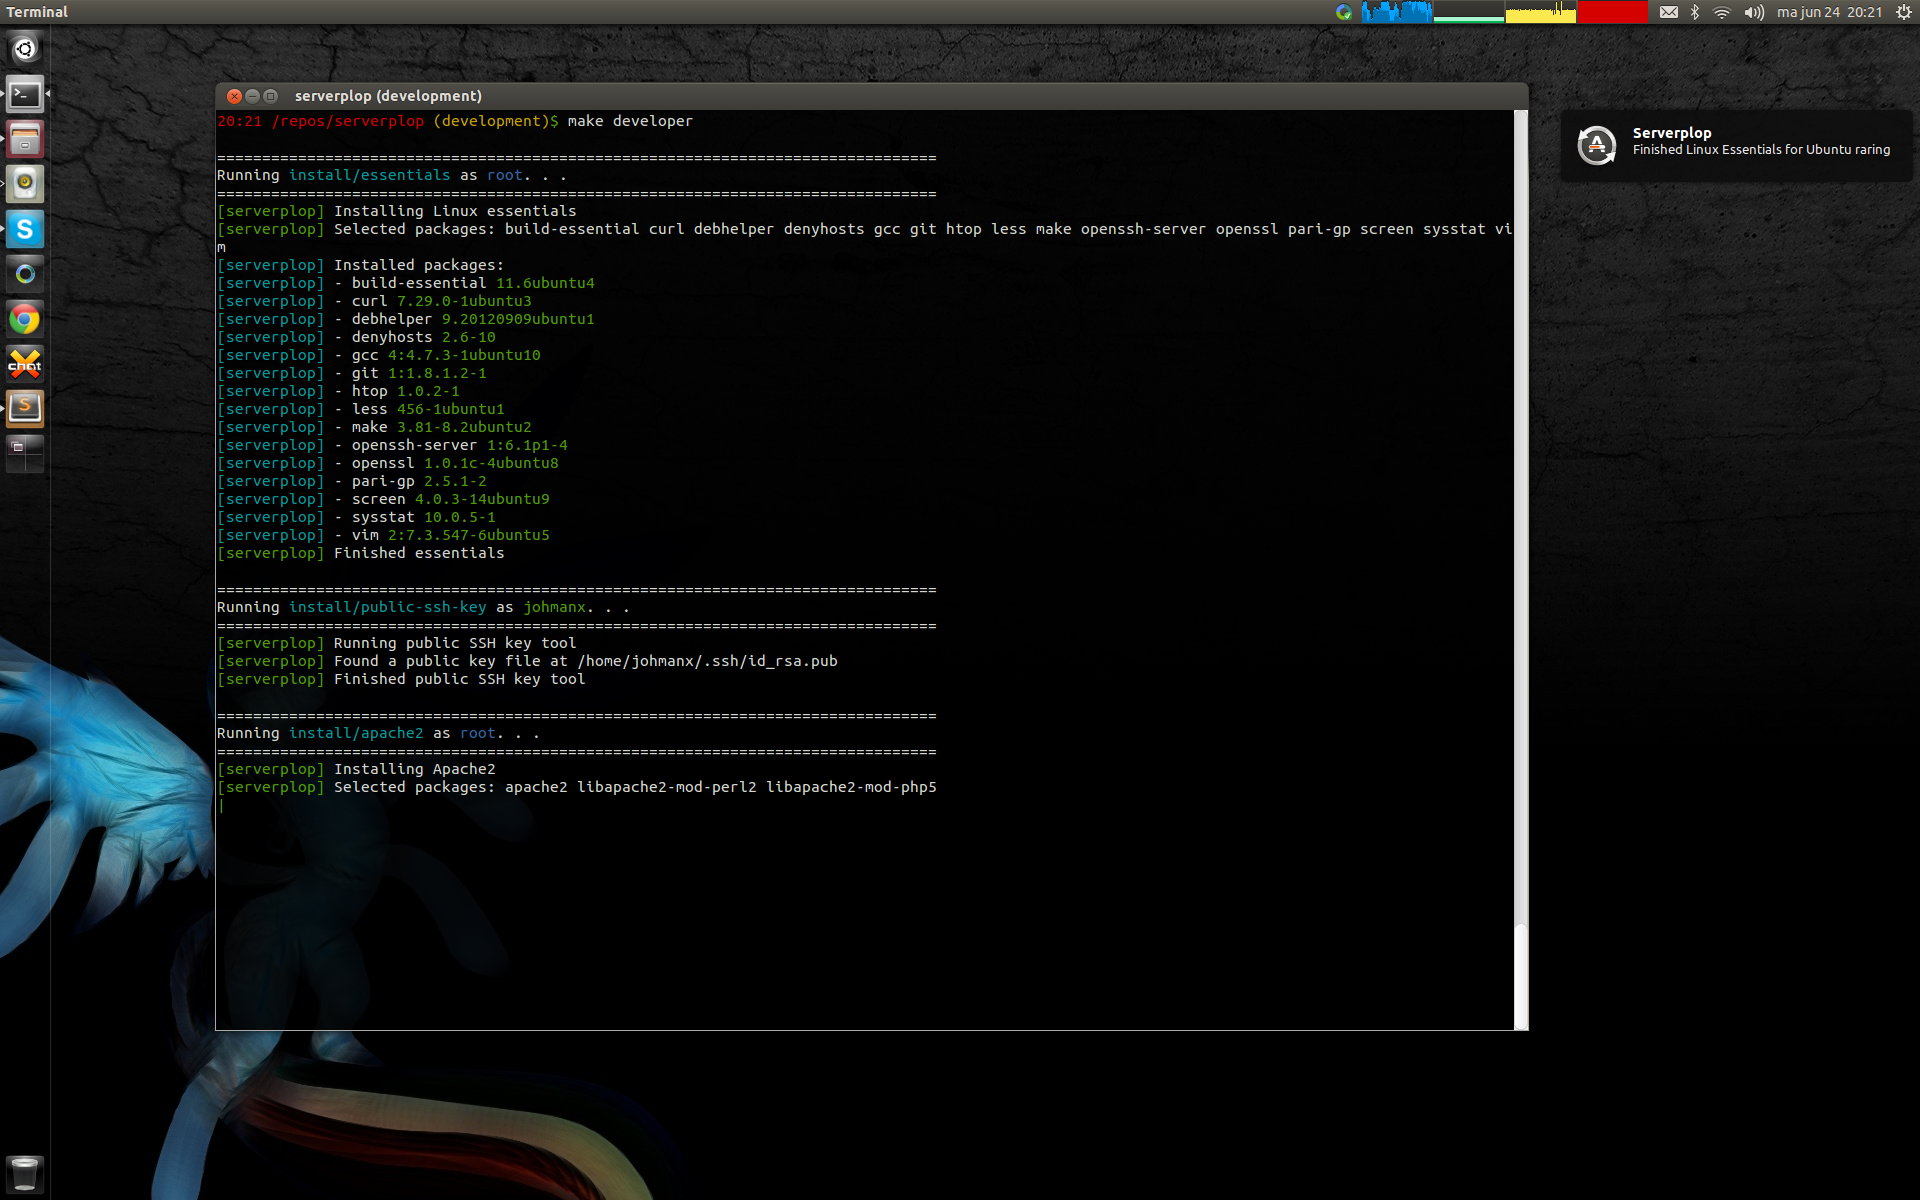 Terminal
ma jun 24 20:21
serverplop (development)
20:21 /repos/serverplop (development)$ make developer
================================================================================
Running install/essentials as root. . .
================================================================================
[serverplop] Installing Linux essentials
[serverplop] Selected packages: build-essential curl debhelper denyhosts gcc git htop less make openssh-server openssl pari-gp screen sysstat vi
m
[serverplop] Installed packages:
[serverplop] - build-essential 11.6ubuntu4
[serverplop] - curl 7.29.0-1ubuntu3
[serverplop] - debhelper 9.20120909ubuntu1
[serverplop] - denyhosts 2.6-10
[serverplop] - gcc 4:4.7.3-1ubuntu10
[serverplop] - git 1:1.8.1.2-1
[serverplop] - htop 1.0.2-1
[serverplop] - less 456-1ubuntu1
[serverplop] - make 3.81-8.2ubuntu2
[serverplop] - openssh-server 1:6.1p1-4
[serverplop] - openssl 1.0.1c-4ubuntu8
[serverplop] - pari-gp 2.5.1-2
[serverplop] - screen 4.0.3-14ubuntu9
[serverplop] - sysstat 10.0.5-1
[serverplop] - vim 2:7.3.547-6ubuntu5
[serverplop] Finished essentials
================================================================================
Running install/public-ssh-key as johmanx. . .
================================================================================
[serverplop] Running public SSH key tool
[serverplop] Found a public key file at /home/johmanx/.ssh/id_rsa.pub
[serverplop] Finished public SSH key tool
================================================================================
Running install/apache2 as root. . .
================================================================================
[serverplop] Installing Apache2
[serverplop] Selected packages: apache2 libapache2-mod-perl2 libapache2-mod-php5
Serverplop
Finished Linux Essentials for Ubuntu raring
S
chat
S